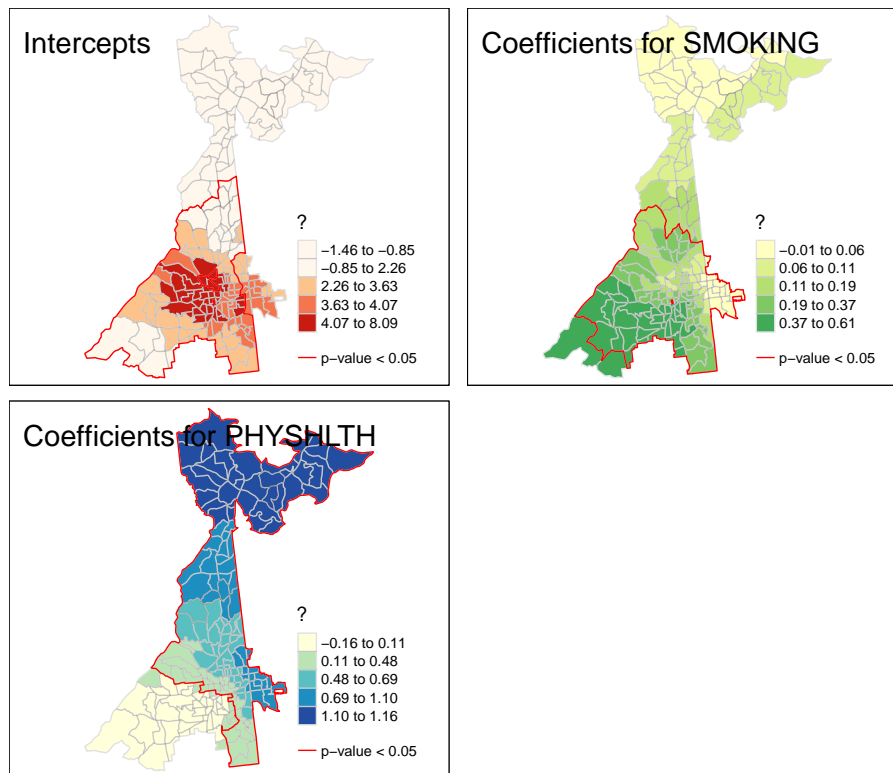 Intercepts
?
−1.46 to −0.85
−0.85 to 2.26
2.26 to 3.63
3.63 to 4.07
4.07 to 8.09
p−value < 0.05
Coefficients for SMOKING
?
−0.01 to 0.06
0.06 to 0.11
0.11 to 0.19
0.19 to 0.37
0.37 to 0.61
p−value < 0.05
Coefficients for PHYSHLTH
?
−0.16 to 0.11
0.11 to 0.48
0.48 to 0.69
0.69 to 1.10
1.10 to 1.16
p−value < 0.05